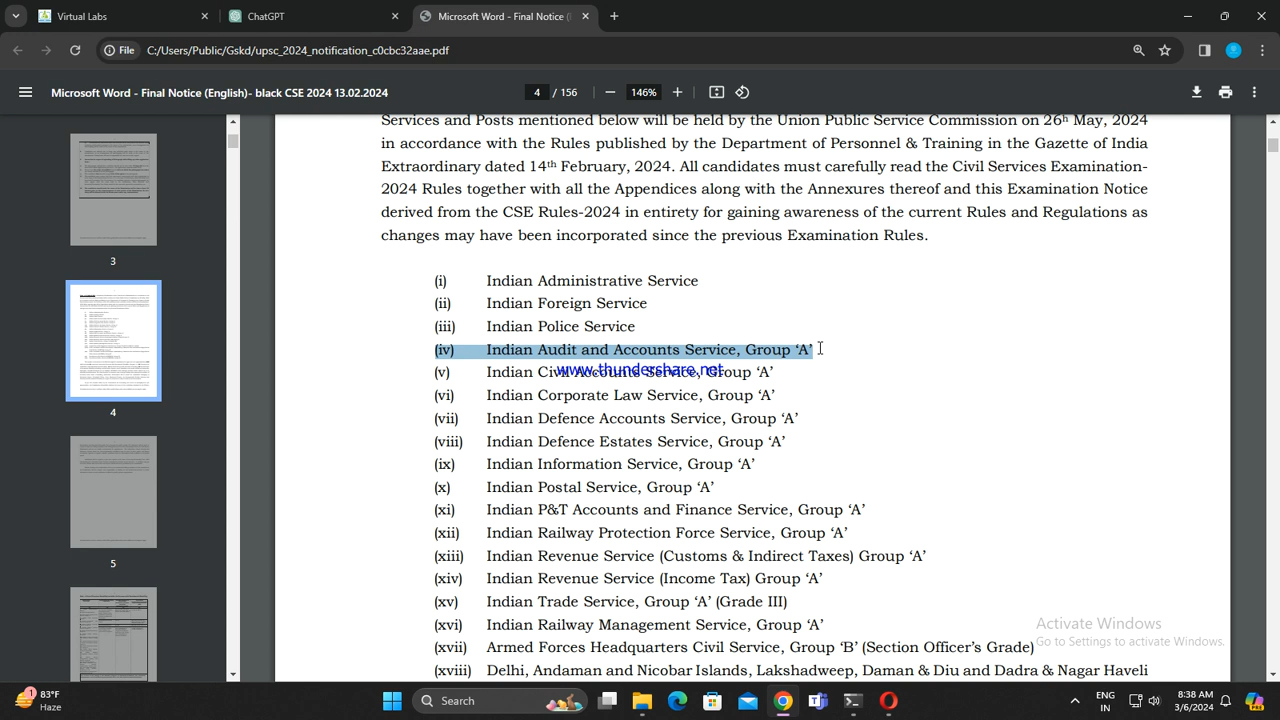 Virtual Labs
ChatGPT
Microsoft Word - Final Notice (
File C:/Users/Public/Gskd/upsc_2024_notification_c0cbc32aae.pdf
Microsoft Word - Final Notice (English)- black CSE 2024 13.02.2024
4 / 156
146%
Services and Posts mentioned below will be held by the Union Public Service Commission on 26h May, 2024
in accordance with the Rules published by the Department of Personnel & Training in the Gazette of India
Extraordinary dated 14th February, 2024. All candidates must carefully read the Civil Services Examination-
2024 Rules together with all the Appendices along with the Annexures thereof and this Examination Notice
derived from the CSE Rules-2024 in entirety for gaining awareness of the current Rules and Regulations as
changes may have been incorporated since the previous Examination Rules.
(i) Indian Administrative Service
(ii) Indian Foreign Service
(iii) Indian Police Service
(iv) Indian Audit and Accounts Service, Group ‘A’
(v) Indian Civil Accounts Service, Group ‘A’
www.thundershare.net
(vi) Indian Corporate Law Service, Group ‘A’
(vii) Indian Defence Accounts Service, Group ‘A’
(viii) Indian Defence Estates Service, Group ‘A’
(ix) Indian Information Service, Group ‘A’
(x) Indian Postal Service, Group ‘A’
(xi) Indian P&T Accounts and Finance Service, Group ‘A’
(xii) Indian Railway Protection Force Service, Group ‘A’
(xiii) Indian Revenue Service (Customs & Indirect Taxes) Group ‘A’
(xiv) Indian Revenue Service (Income Tax) Group ‘A’
(xv) Indian Trade Service, Group ‘A’ (Grade III)
(xvi) Indian Railway Management Service, Group ‘A’
(xvii) Armed Forces Headquarters Civil Service, Group ‘B’ (Section Officer’s Grade)
(xviii) Delhi, Andaman and Nicobar Islands, Lakshadweep, Daman & Diu and Dadra & Nagar Haveli
3
4
5
Activate Windows
Go to Settings to activate Windows.
1
83°F
Haze
Search
ENG
IN
8:38 AM
3/6/2024